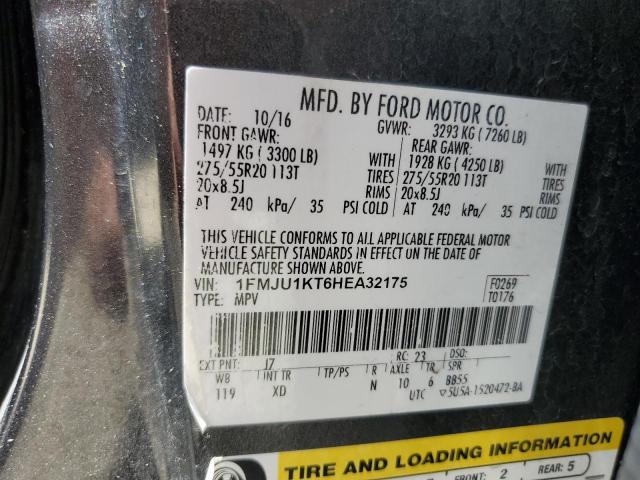 MFD. BY FORD MOTOR CO.
DATE: 10/16 GVWR: 3293 KG (7260 LB)
FRONT GAWR: REAR GAWR:
1497 KG (3300 LB) WITH 1928 KG (4250 LB) WITH
275/55R20 113T TIRES 275/55R20 113T TIRES
20x8.5J RIMS 20x8.5J RIMS
AT 240 kPa/ 35 PSI COLD AT 240 kPa/ 35 PSI COLD
THIS VEHICLE CONFORMS TO ALL APPLICABLE FEDERAL MOTOR
VEHICLE SAFETY STANDARDS IN EFFECT ON THE DATE OF
MANUFACTURE SHOWN ABOVE.
VIN: 1FMJU1KT6HEA32175 F0269
TYPE: MPV T0176
EXT PNT: J7 RC: 23 DSO:
WB INT TR TP/PS R AXLE TR SPR
119 XD N 10 6 BB55
UTC ▽5U5A-1520472-BA
TIRE AND LOADING INFORMATION
FRONT: 2 REAR: 5